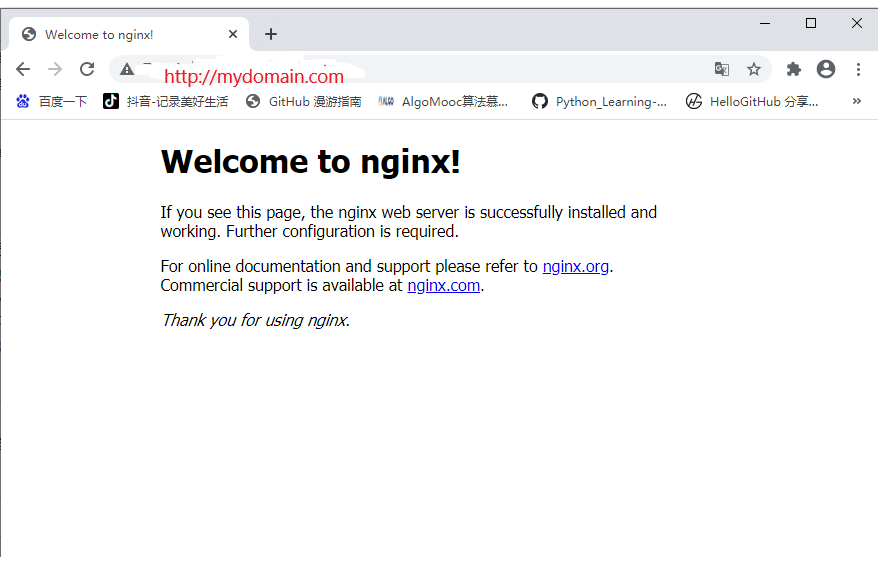 Welcome to nginx!
http://mydomain.com
百度一下 抖音-记录美好生活 GitHub 漫游指南 AlgoMooc算法慕... Python_Learning-... HelloGitHub 分享...
Welcome to nginx!
If you see this page, the nginx web server is successfully installed and
working. Further configuration is required.
For online documentation and support please refer to nginx.org.
Commercial support is available at nginx.com.
Thank you for using nginx.